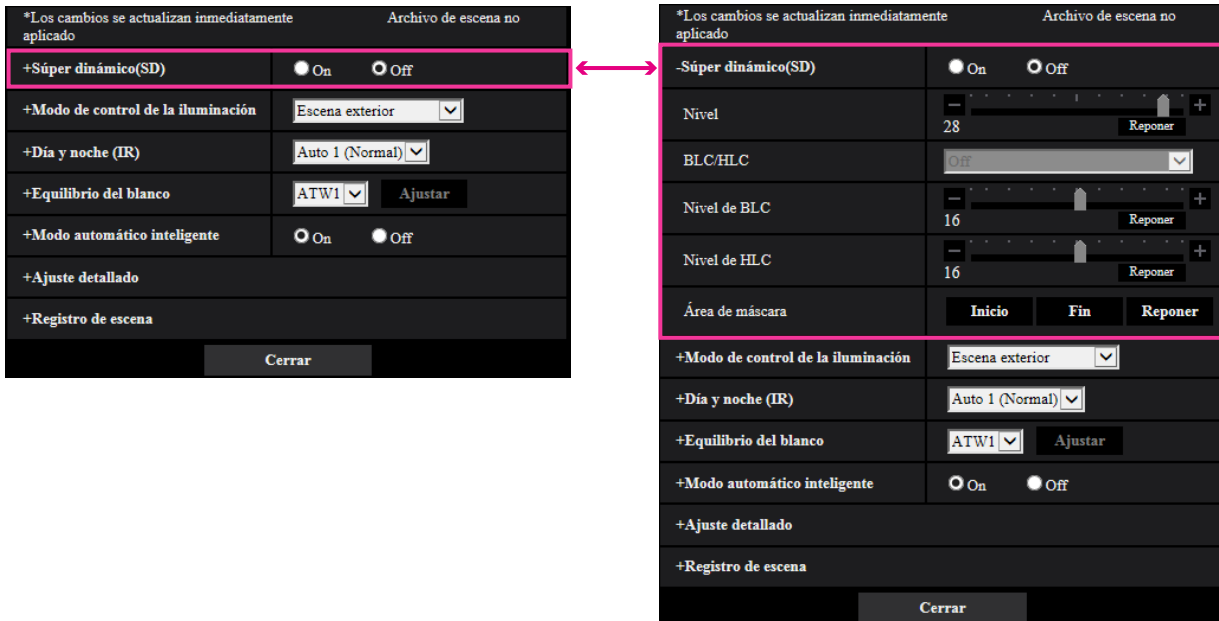 *Los cambios se actualizan inmediatamente Archivo de escena no
aplicado
+Súper dinámico(SD) On Off
+Modo de control de la iluminación Escena exterior
+Día y noche (IR) Auto 1 (Normal)
+Equilibrio del blanco ATW1 Ajustar
+Modo automático inteligente On Off
+Ajuste detallado
+Registro de escena
Cerrar
*Los cambios se actualizan inmediatamente Archivo de escena no
aplicado
-Súper dinámico(SD) On Off
Nivel − +
28 Reponer
BLC/HLC Off
Nivel de BLC − +
16 Reponer
Nivel de HLC − +
16 Reponer
Área de máscara Inicio Fin Reponer
+Modo de control de la iluminación Escena exterior
+Día y noche (IR) Auto 1 (Normal)
+Equilibrio del blanco ATW1 Ajustar
+Modo automático inteligente On Off
+Ajuste detallado
+Registro de escena
Cerrar